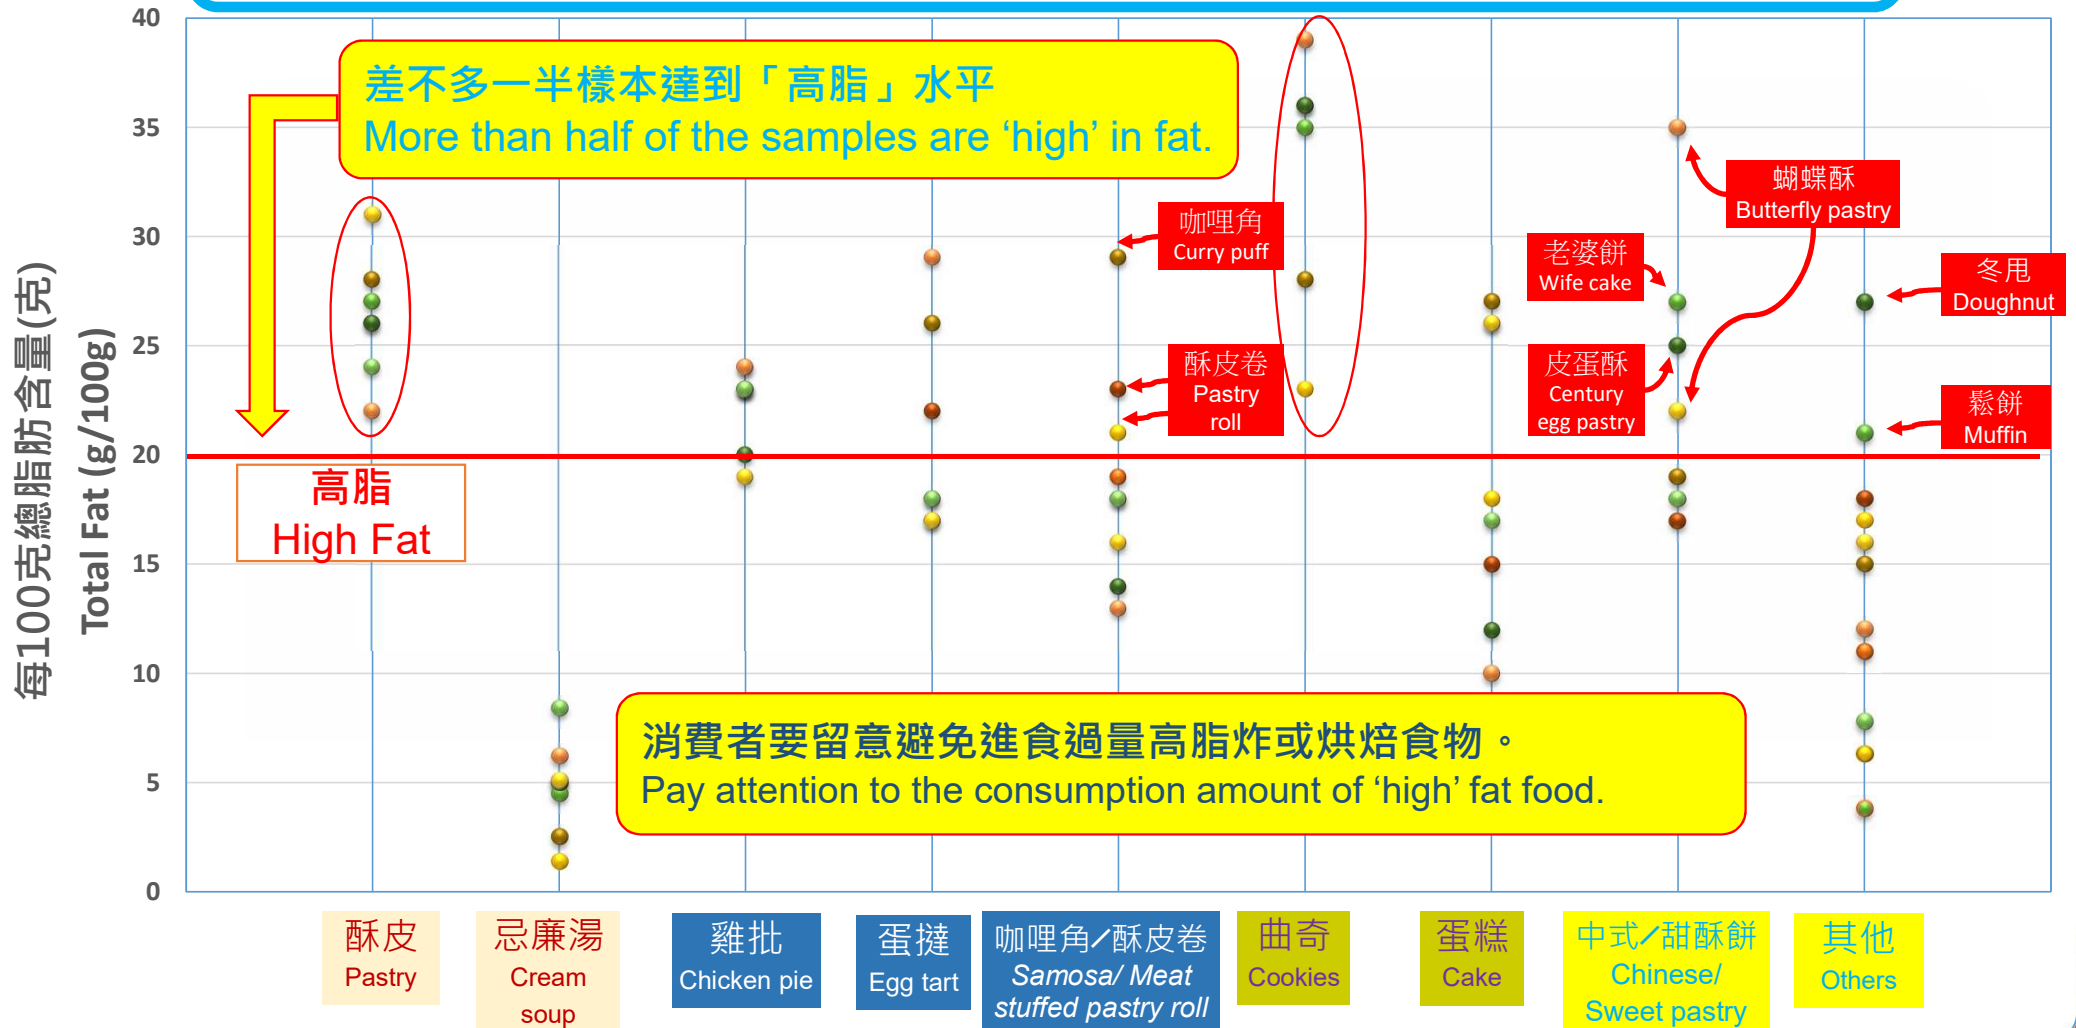 差不多一半樣本達到「高脂」水平
More than half of the samples are ‘high’ in fat.
每100克總脂肪含量(克)
Total Fat (g/100g)
40
35
30
25
20
15
10
5
0
高脂
High Fat
咖哩角
Curry puff
酥皮卷
Pastry
roll
蝴蝶酥
Butterfly pastry
老婆餅
Wife cake
皮蛋酥
Century
egg pastry
冬甩
Doughnut
鬆餅
Muffin
消費者要留意避免進食過量高脂炸或烘焙食物。
Pay attention to the consumption amount of ‘high’ fat food.
酥皮
Pastry
忌廉湯
Cream
soup
雞批
Chicken pie
蛋撻
Egg tart
咖哩角/酥皮卷
Samosa/ Meat
stuffed pastry roll
曲奇
Cookies
蛋糕
Cake
中式/甜酥餅
Chinese/
Sweet pastry
其他
Others